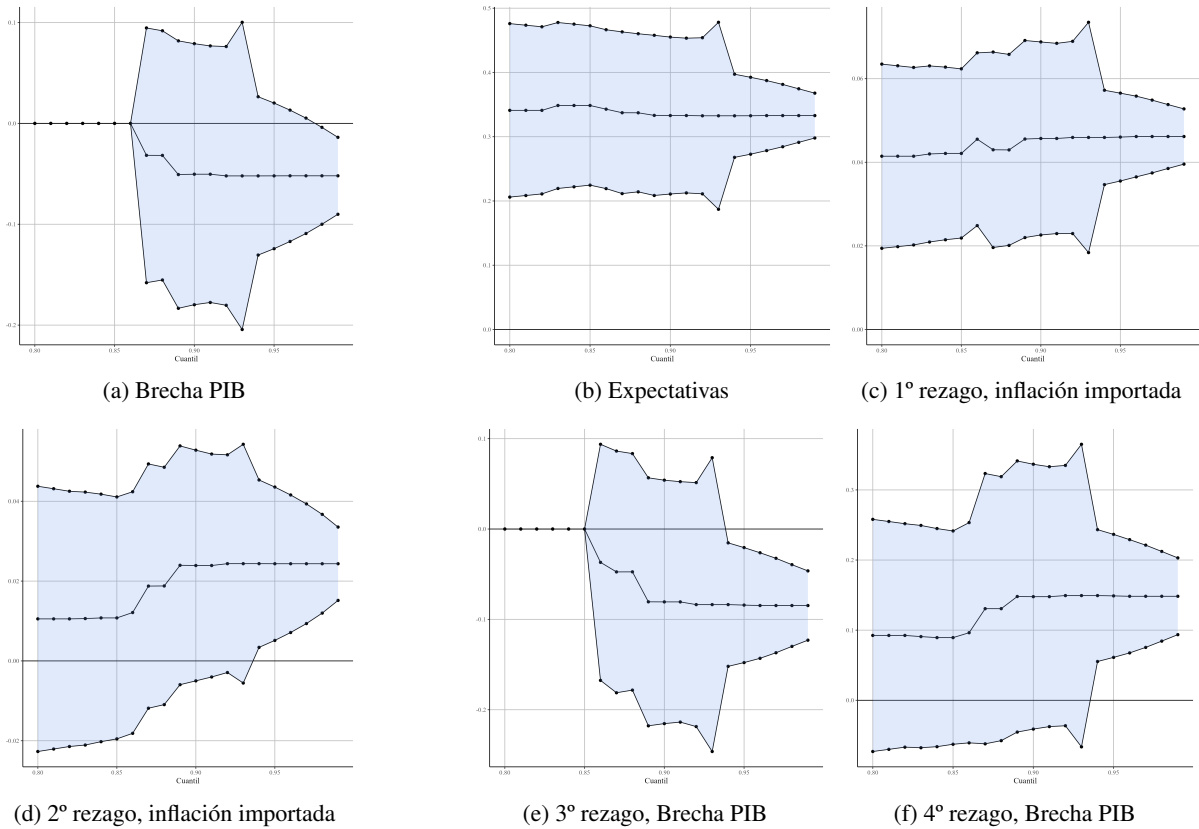 0.1
0.0
-0.1
-0.2
0.80 0.85 0.90 0.95
Cuantil
(a) Brecha PIB
0.5
0.4
0.3
0.2
0.1
0.0
0.80 0.85 0.90 0.95
Cuantil
(b) Expectativas
0.06
0.04
0.02
0.00
0.80 0.85 0.90 0.95
Cuantil
(c) 1º rezago, inflación importada
0.04
0.02
0.00
-0.02
0.80 0.85 0.90 0.95
Cuantil
(d) 2º rezago, inflación importada
0.1
0.0
-0.1
-0.2
0.80 0.85 0.90 0.95
Cuantil
(e) 3º rezago, Brecha PIB
0.3
0.2
0.1
0.0
0.80 0.85 0.90 0.95
Cuantil
(f) 4º rezago, Brecha PIB